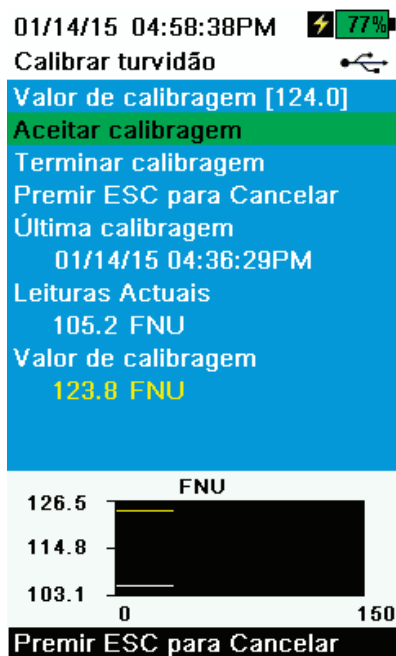 01/14/15 04:58:38PM 77%
Calibrar turvidão
Valor de calibragem [124.0]
Aceitar calibragem
Terminar calibragem
Premir ESC para Cancelar
Última calibragem
01/14/15 04:36:29PM
Leituras Actuais
105.2 FNU
Valor de calibragem
123.8 FNU
FNU
126.5
114.8
103.1
0 150
Premir ESC para Cancelar